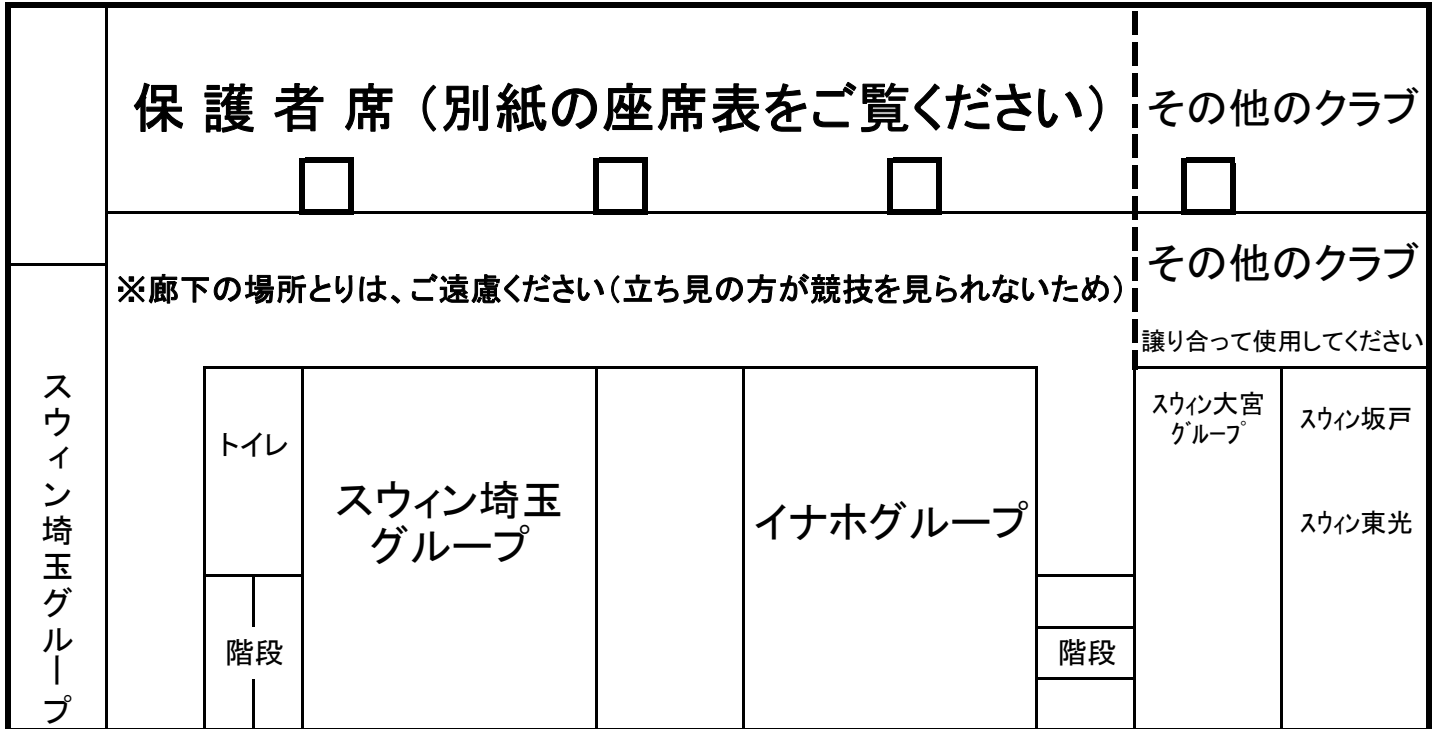 保 護 者 席 （別紙の座席表をご覧ください）
その他のクラブ
その他のクラブ
※廊下の場所とりは、ご遠慮ください（立ち見の方が競技を見られないため）
譲り合って使用してください
スウィン埼玉グループ
トイレ
スウィン埼玉
グループ
イナホグループ
ｽｳｨﾝ大宮
ｸﾞﾙｰﾌﾟ
ｽｳｨﾝ坂戸
ｽｳｨﾝ東光
階段
階段